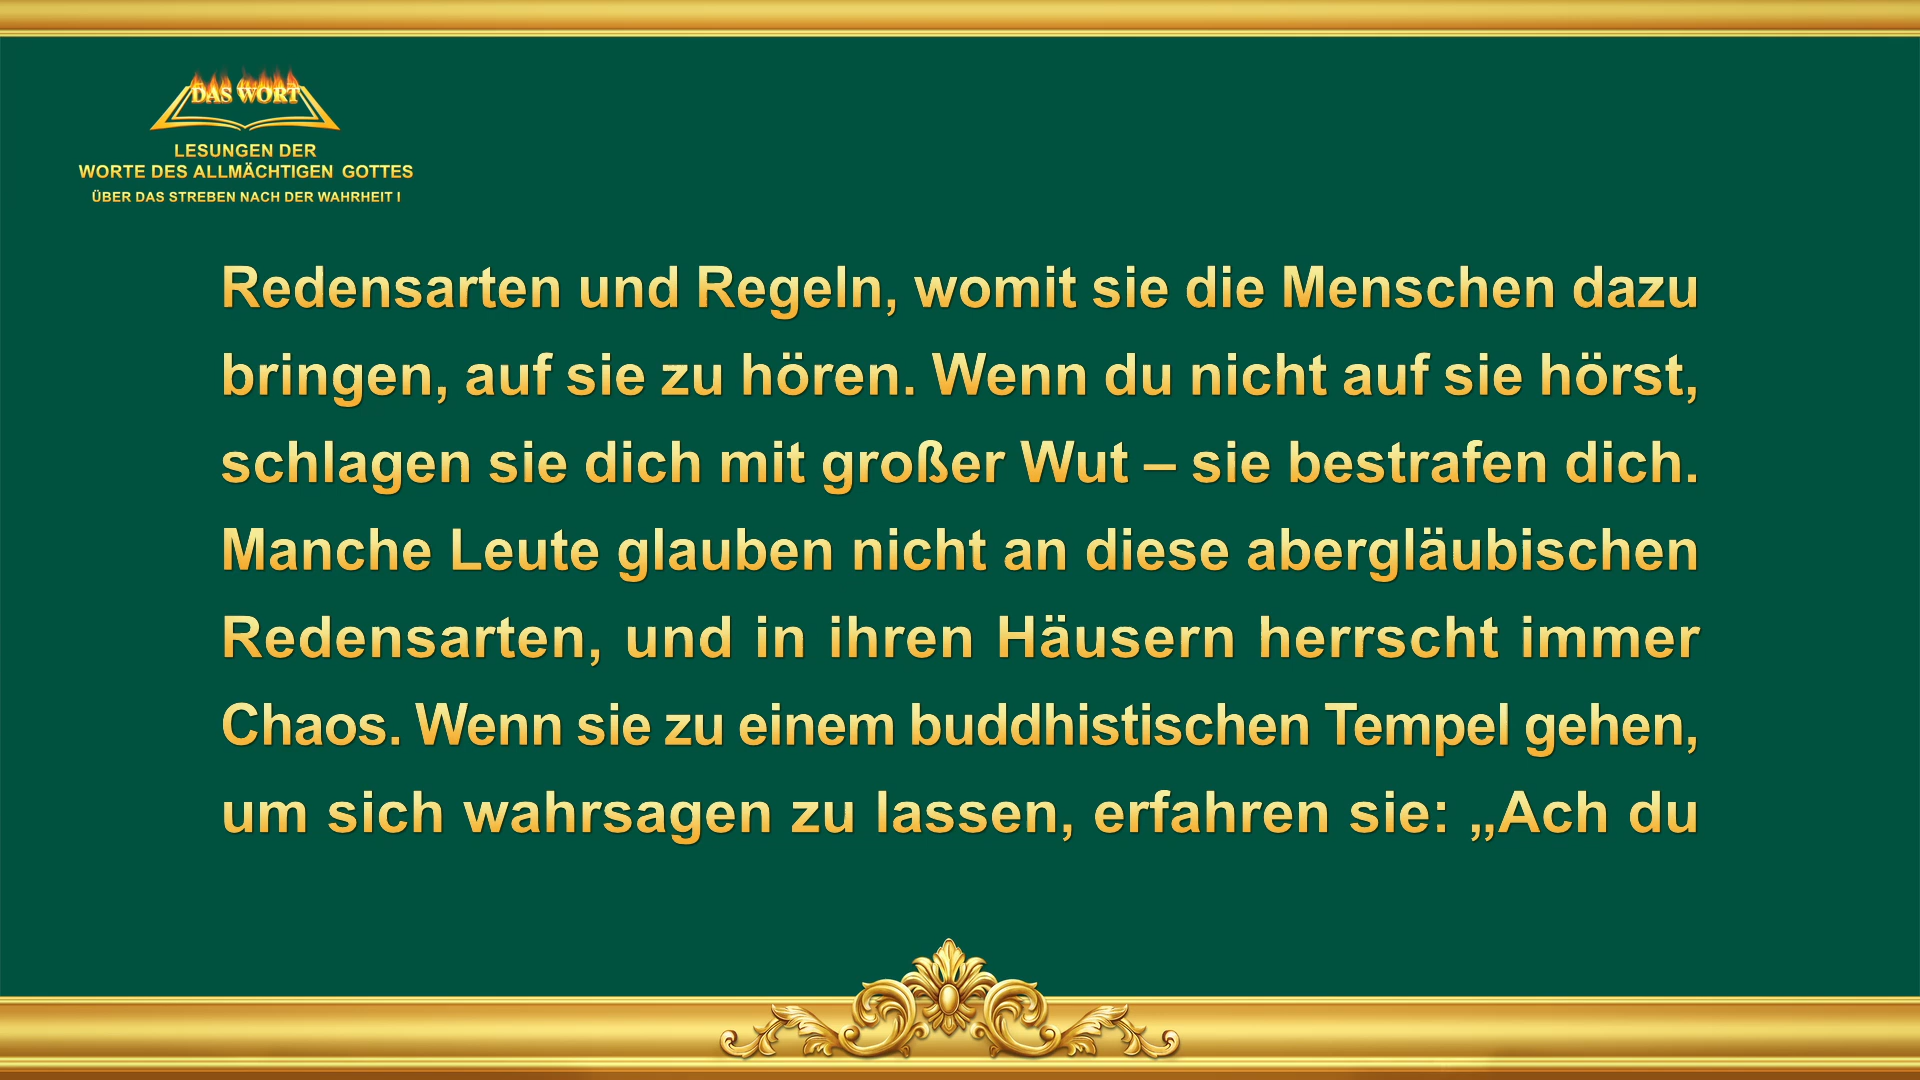 DAS WORT
LESUNGEN DER
WORTE DES ALLMÄCHTIGEN GOTTES
ÜBER DAS STREBEN NACH DER WAHRHEIT I
Redensarten und Regeln, womit sie die Menschen dazu
bringen, auf sie zu hören. Wenn du nicht auf sie hörst,
schlagen sie dich mit großer Wut – sie bestrafen dich.
Manche Leute glauben nicht an diese abergläubischen
Redensarten, und in ihren Häusern herrscht immer
Chaos. Wenn sie zu einem buddhistischen Tempel gehen,
um sich wahrsagen zu lassen, erfahren sie: „Ach du